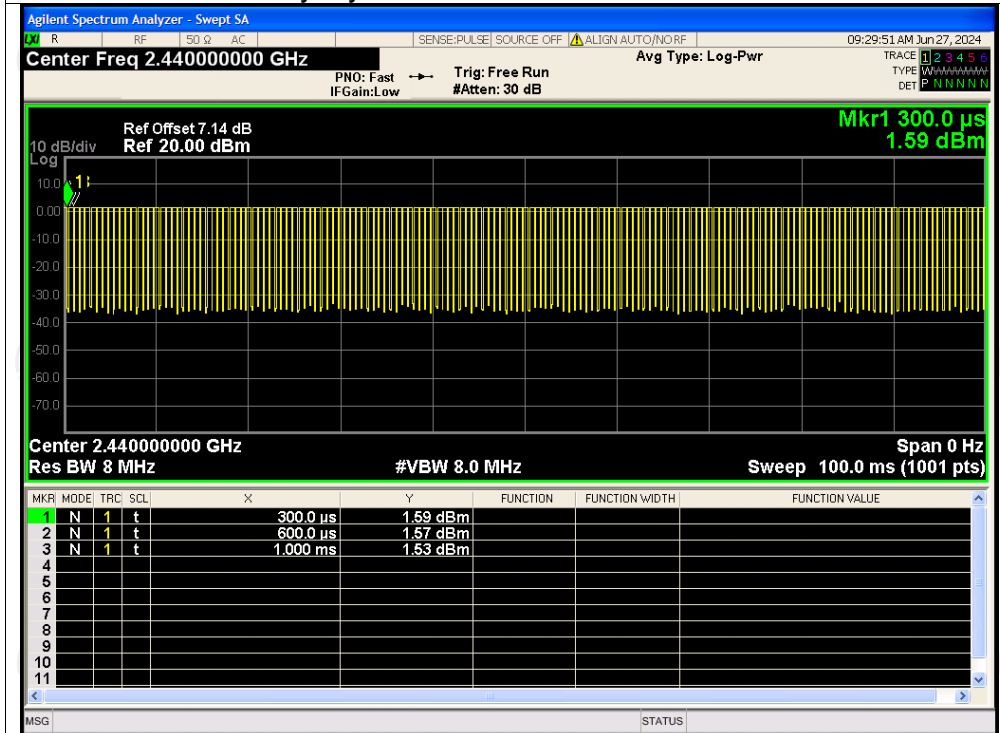 Agilent Spectrum Analyzer - Swept SA
LXI R RF 50 Ω AC SENSE:PULSE SOURCE OFF ALIGN AUTO/NO RF 09:29:51 AM Jun 27, 2024
Center Freq 2.440000000 GHz Avg Type: Log-Pwr TRACE 1 2 3 4 5 6
PNO: Fast Trig: Free Run TYPE
IFGain:Low #Atten: 30 dB DET P N N N N N
Mkr1 300.0 µs
Ref Offset 7.14 dB
10 dB/div Ref 20.00 dBm 1.59 dBm
Log
10.0
1
0.00
-10.0
-20.0
-30.0
-40.0
-50.0
-60.0
-70.0
Center 2.440000000 GHz Span 0 Hz
Res BW 8 MHz #VBW 8.0 MHz Sweep 100.0 ms (1001 pts)
MKR MODE TRC SCL X Y FUNCTION FUNCTION WIDTH FUNCTION VALUE
1 N 1 t 300.0 µs 1.59 dBm
2 N 1 t 600.0 µs 1.57 dBm
3 N 1 t 1.000 ms 1.53 dBm
4
5
6
7
8
9
10
11
MSG STATUS